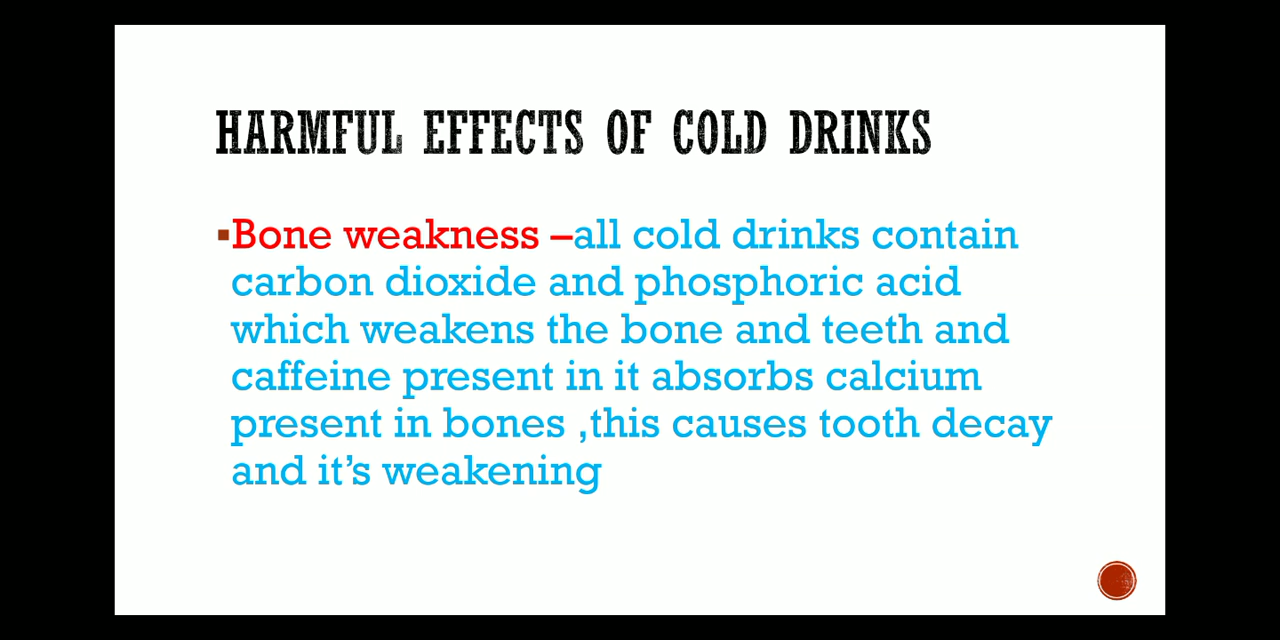 HARMFUL EFFECTS OF COLD DRINKS
▪Bone weakness –all cold drinks contain
carbon dioxide and phosphoric acid
which weakens the bone and teeth and
caffeine present in it absorbs calcium
present in bones ,this causes tooth decay
and it’s weakening